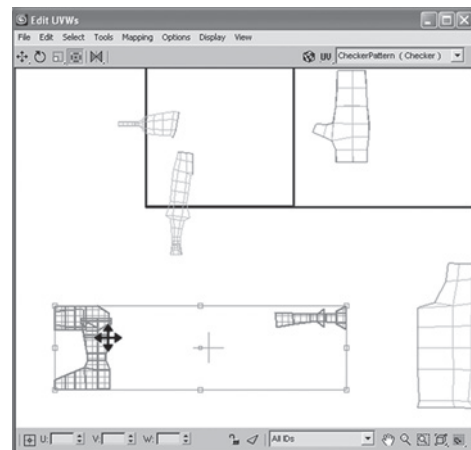 Edit UVWs
File Edit Select Tools Mapping Options Display View
UV CheckerPattern ( Checker )
U: V: W: All IDs